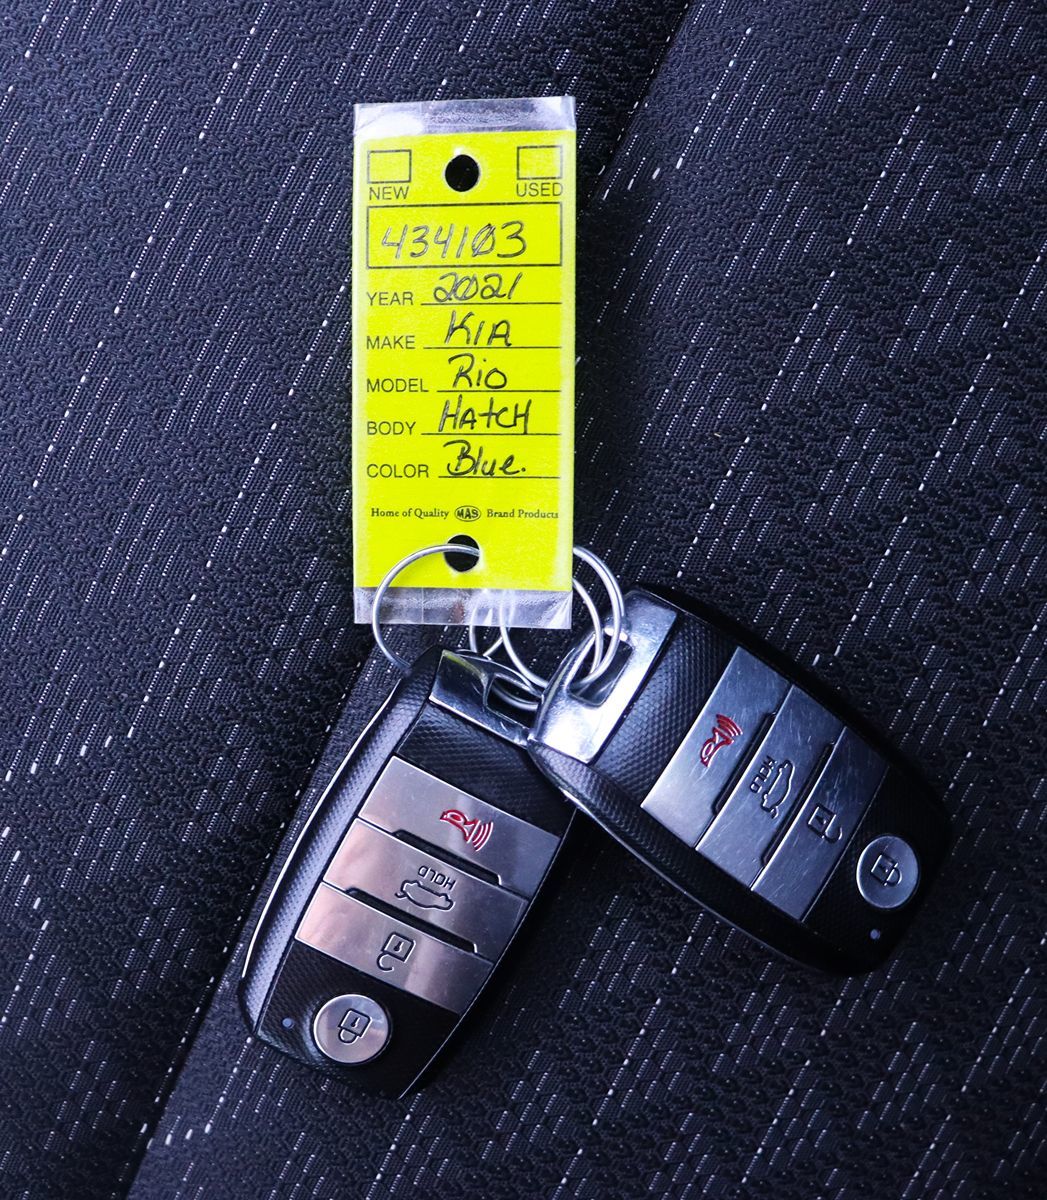 NEW USED
434103
YEAR 2021
MAKE KIA
MODEL Rio
BODY HAtCH
COLOR Blue.
Home of Quality MAS Brand Products
HOLD
HOLD